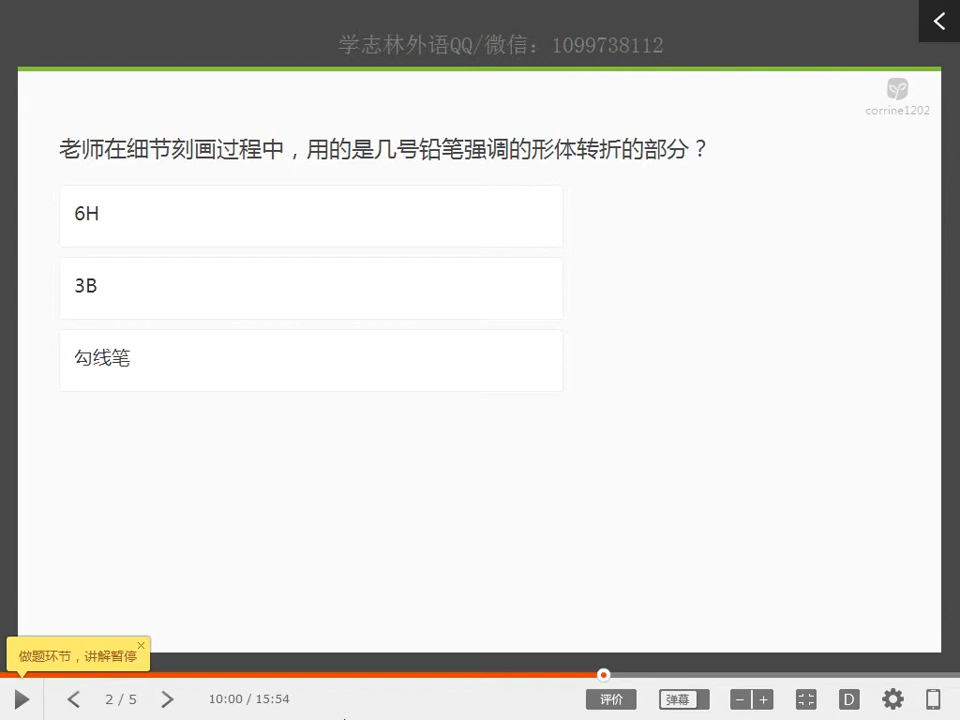 学志林外语QQ/微信：1099738112
corrine1202
老师在细节刻画过程中，用的是几号铅笔强调的形体转折的部分？
6H
3B
勾线笔
做题环节，讲解暂停
2 / 5
10:00 / 15:54
评价
弹幕
D